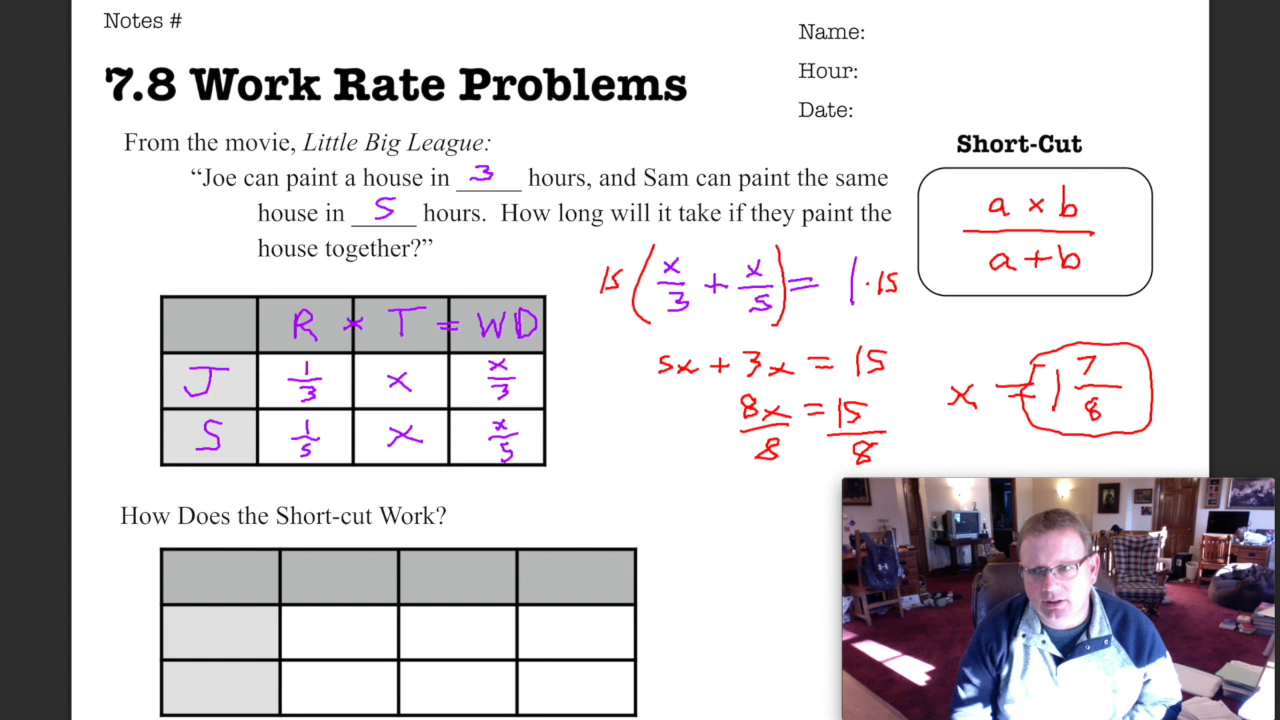 Notes #
Name:
Hour:
Date:
7.8 Work Rate Problems
From the movie, Little Big League:
“Joe can paint a house in 3 hours, and Sam can paint the same
house in 5 hours. How long will it take if they paint the
house together?”
Short-Cut
a × b
a + b
15 (x/3 + x/5) = 1 · 15
5x + 3x = 15
8x = 15
8 8
x = 1 7/8
R * T = WD
J 1/3 x x/3
S 1/5 x x/5
How Does the Short-cut Work?